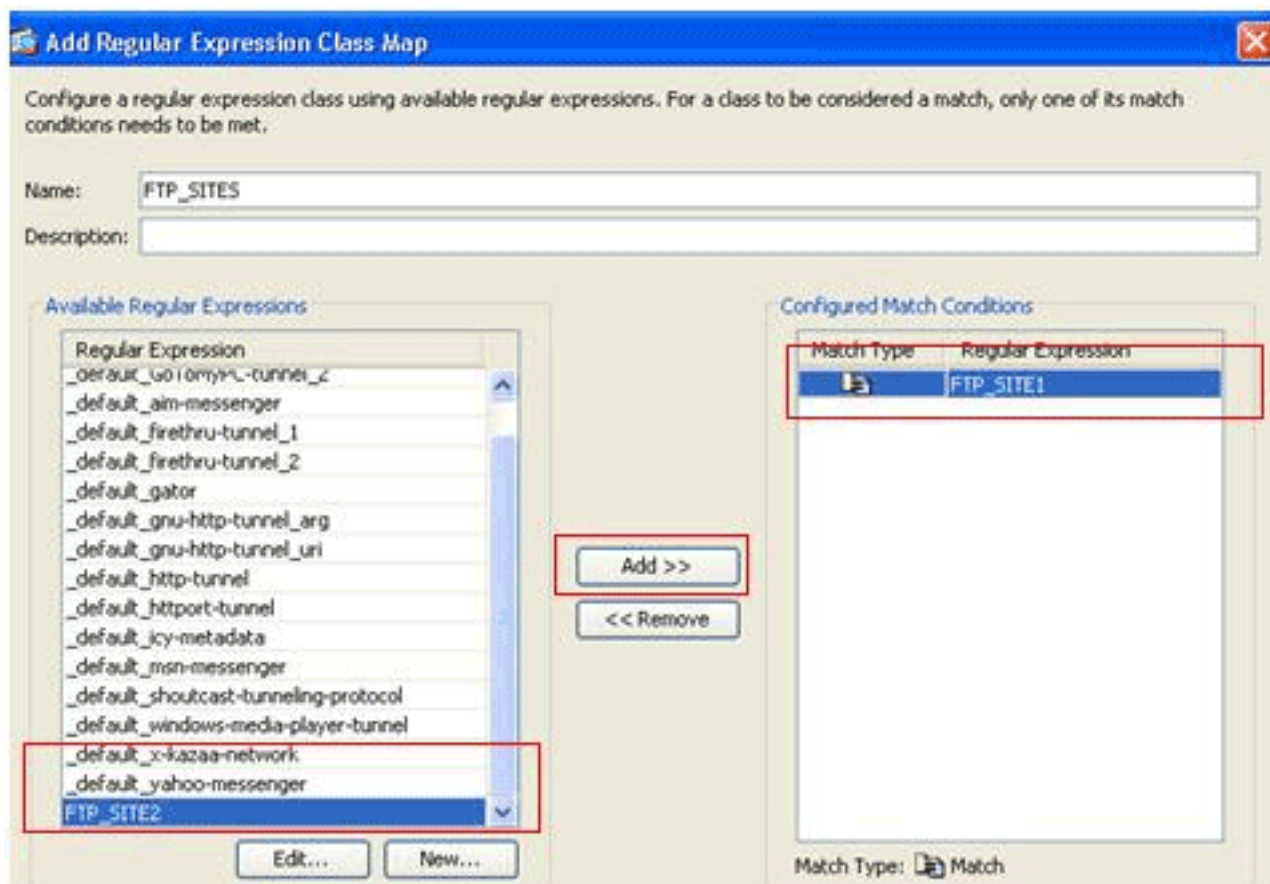 Add Regular Expression Class Map
Configure a regular expression class using available regular expressions. For a class to be considered a match, only one of its match
conditions needs to be met.
Name: FTP_SITES
Description:
Available Regular Expressions
Regular Expression
_default_GoToMyPC-tunnel_2
_default_aim-messenger
_default_firethru-tunnel_1
_default_firethru-tunnel_2
_default_gator
_default_gnu-http-tunnel_arg
_default_gnu-http-tunnel_uri
_default_http-tunnel
_default_httport-tunnel
_default_icy-metadata
_default_msn-messenger
_default_shoutcast-tunneling-protocol
_default_windows-media-player-tunnel
_default_x-kazaa-network
_default_yahoo-messenger
FTP_SITE2
Edit... New...
Add >>
<< Remove
Configured Match Conditions
Match Type Regular Expression
FTP_SITE1
Match Type: Match